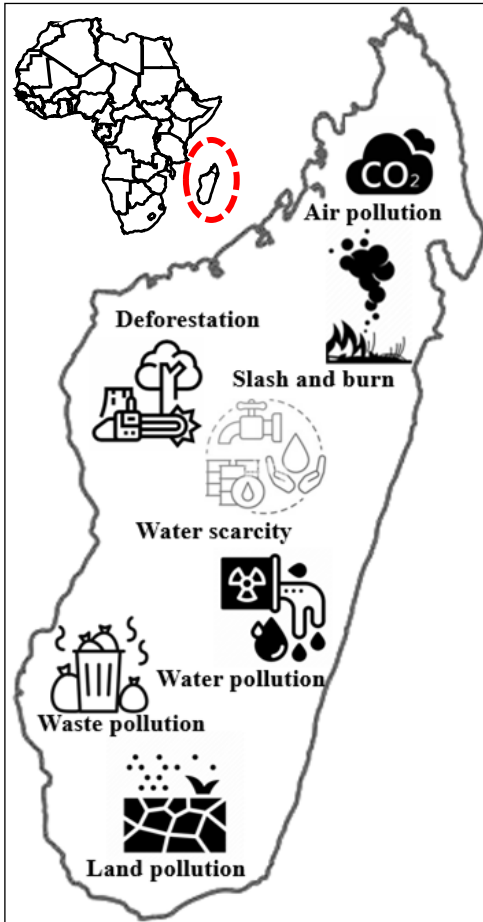 CO₂
Air pollution
Deforestation
Slash and burn
Water scarcity
Water pollution
Waste pollution
Land pollution